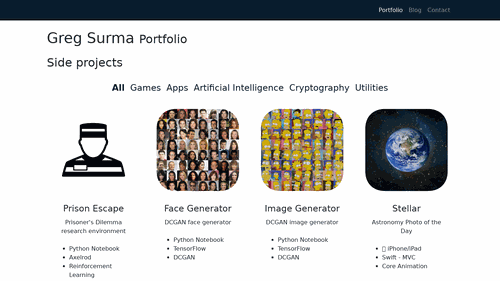 Portfolio Blog Contact
Greg Surma Portfolio
Side projects
All Games Apps Artificial Intelligence Cryptography Utilities
Prison Escape
Prisoner's Dilemma
research environment
Python Notebook
Axelrod
Reinforcement
Learning
Face Generator
DCGAN face generator
Python Notebook
TensorFlow
DCGAN
Image Generator
DCGAN image generator
Python Notebook
TensorFlow
DCGAN
Stellar
Astronomy Photo of the
Day
iPhone/iPad
Swift - MVC
Core Animation